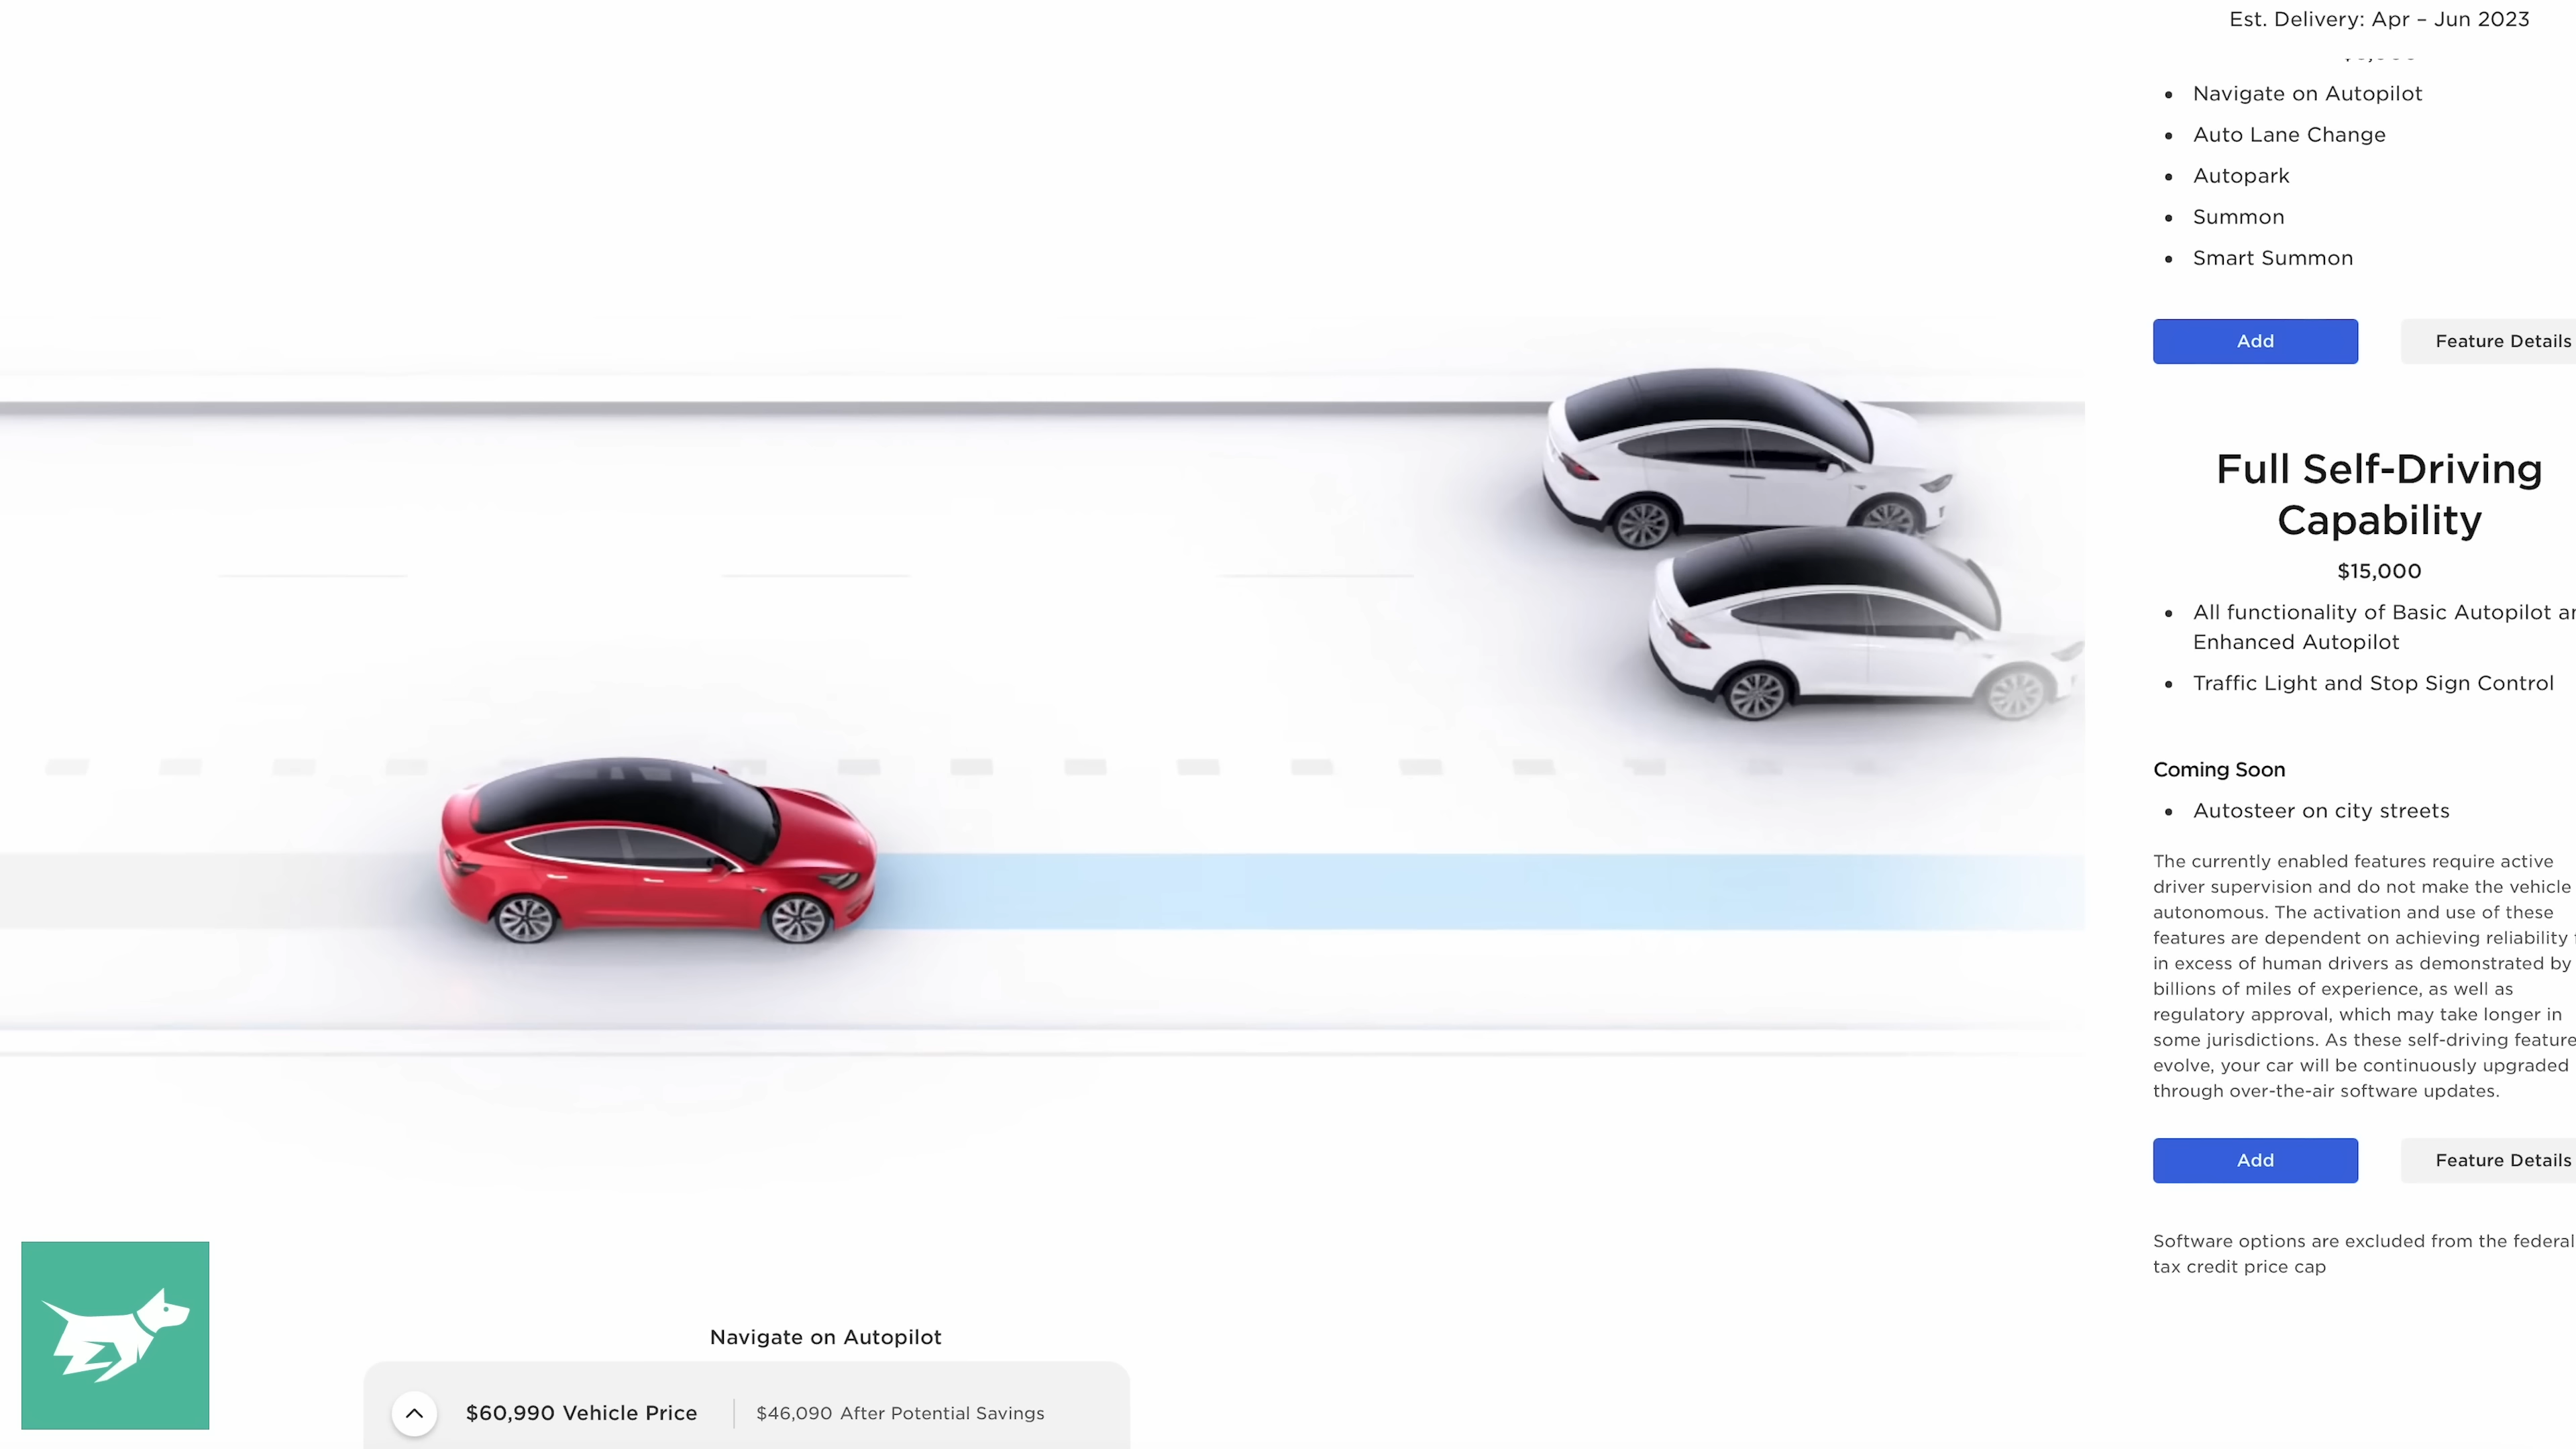 Est. Delivery: Apr – Jun 2023
Navigate on Autopilot
Auto Lane Change
Autopark
Summon
Smart Summon
Add
Feature Details
Full Self-Driving
Capability
$15,000
All functionality of Basic Autopilot
Enhanced Autopilot
Traffic Light and Stop Sign Control
Coming Soon
Autosteer on city streets
The currently enabled features require active
driver supervision and do not make the vehicle
autonomous. The activation and use of these
features are dependent on achieving reliability
in excess of human drivers as demonstrated by
billions of miles of experience, as well as
regulatory approval, which may take longer in
some jurisdictions. As these self-driving
evolve, your car will be continuously upgraded
through over-the-air software updates.
Add
Feature Details
Software options are excluded from the federal
tax credit price cap
Navigate on Autopilot
$60,990 Vehicle Price
$46,090 After Potential Savings